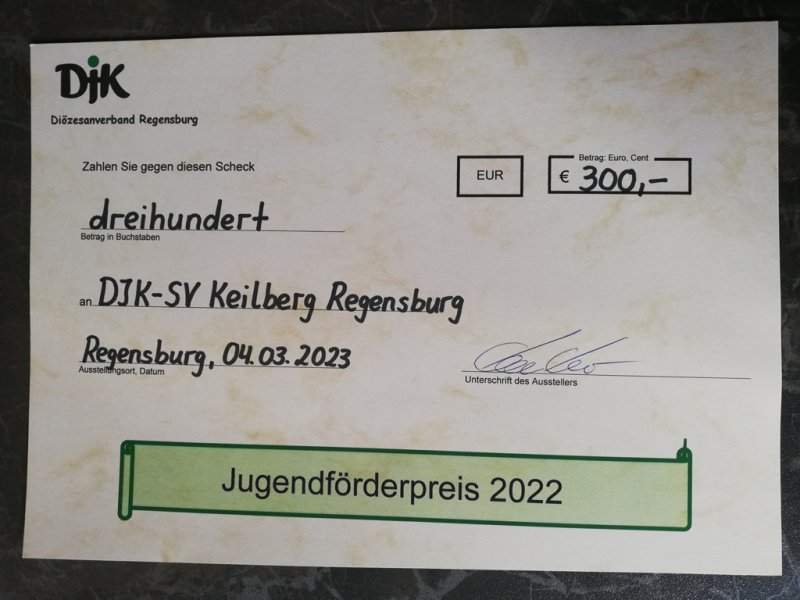 DJK
Diözesanverband Regensburg
Zahlen Sie gegen diesen Scheck
EUR
Betrag: Euro, Cent
€ 300,-
dreihundert
Betrag in Buchstaben
an DJK-SV Keilberg Regensburg
Regensburg, 04.03.2023
Ausstellungsort, Datum
Unterschrift des Ausstellers
Jugendförderpreis 2022